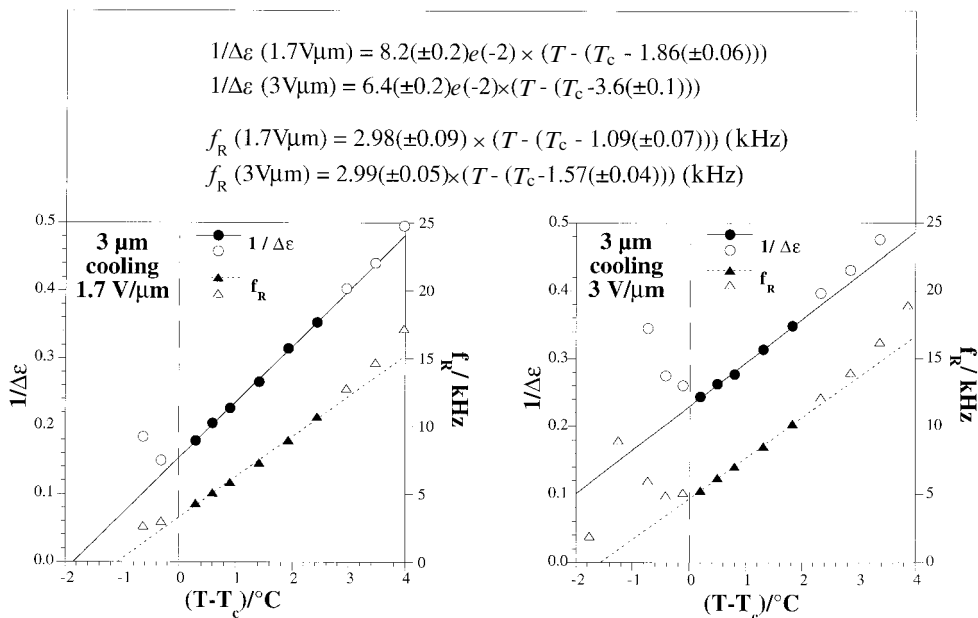 1/Δε (1.7Vμm) = 8.2(±0.2)e(-2) × (T - (Tc - 1.86(±0.06)))
1/Δε (3Vμm) = 6.4(±0.2)e(-2)×(T - (Tc -3.6(±0.1)))
fR (1.7Vμm) = 2.98(±0.09) × (T - (Tc - 1.09(±0.07))) (kHz)
fR (3Vμm) = 2.99(±0.05)×(T - (Tc-1.57(±0.04))) (kHz)
3 μm
cooling
1.7 V/μm
1 / Δε
fR
0.5
0.4
0.3
0.2
0.1
0.0
1/Δε
25
20
15
10
5
0
fR / kHz
-2 -1 0 1 2 3 4
(T-Tc)/°C
3 μm
cooling
3 V/μm
1/ Δε
fR
0.5
0.4
0.3
0.2
0.1
0.0
1/Δε
25
20
15
10
5
0
fR / kHz
-2 -1 0 1 2 3 4
(T-Tc)/°C